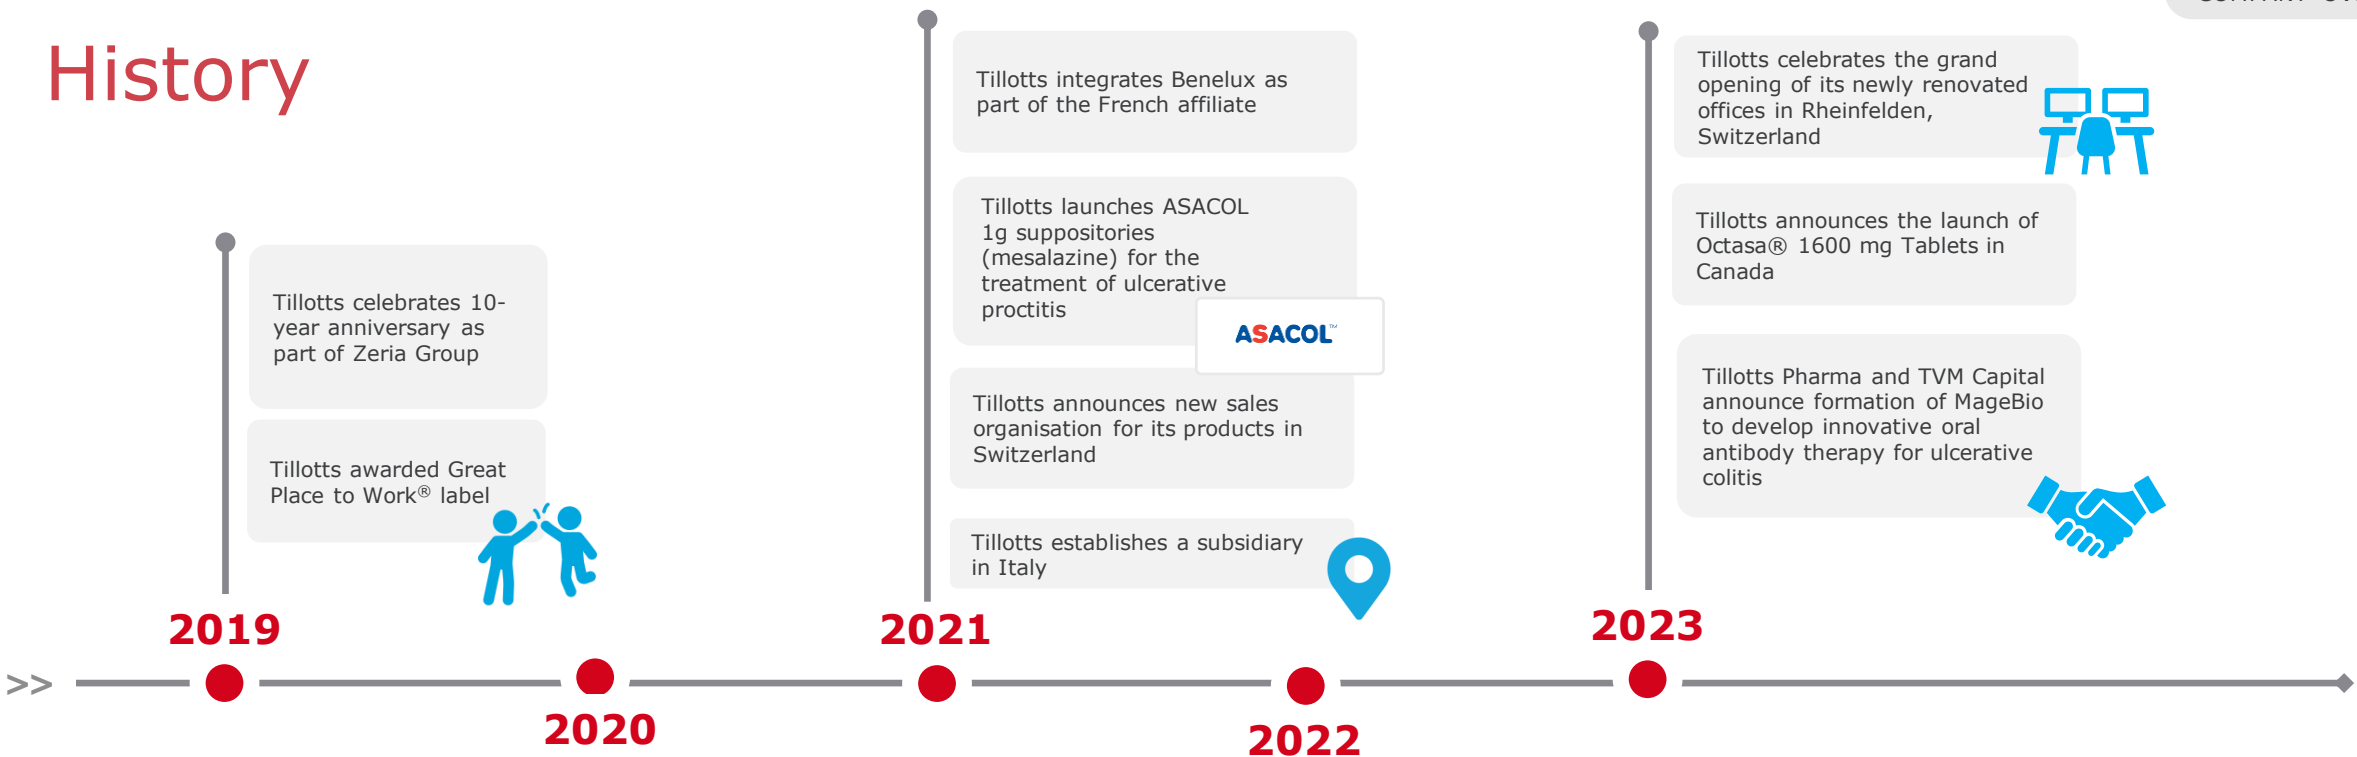 History
Tillotts celebrates 10-
year anniversary as
part of Zeria Group
Tillotts awarded Great
Place to Work® label
2019
2020
Tillotts integrates Benelux as
part of the French affiliate
Tillotts launches ASACOL
1g suppositories
(mesalazine) for the
treatment of ulcerative
proctitis
ASACOL™
Tillotts announces new sales
organisation for its products in
Switzerland
Tillotts establishes a subsidiary
in Italy
2021
2022
Tillotts celebrates the grand
opening of its newly renovated
offices in Rheinfelden,
Switzerland
Tillotts announces the launch of
Octasa® 1600 mg Tablets in
Canada
Tillotts Pharma and TVM Capital
announce formation of MageBio
to develop innovative oral
antibody therapy for ulcerative
colitis
2023
>>